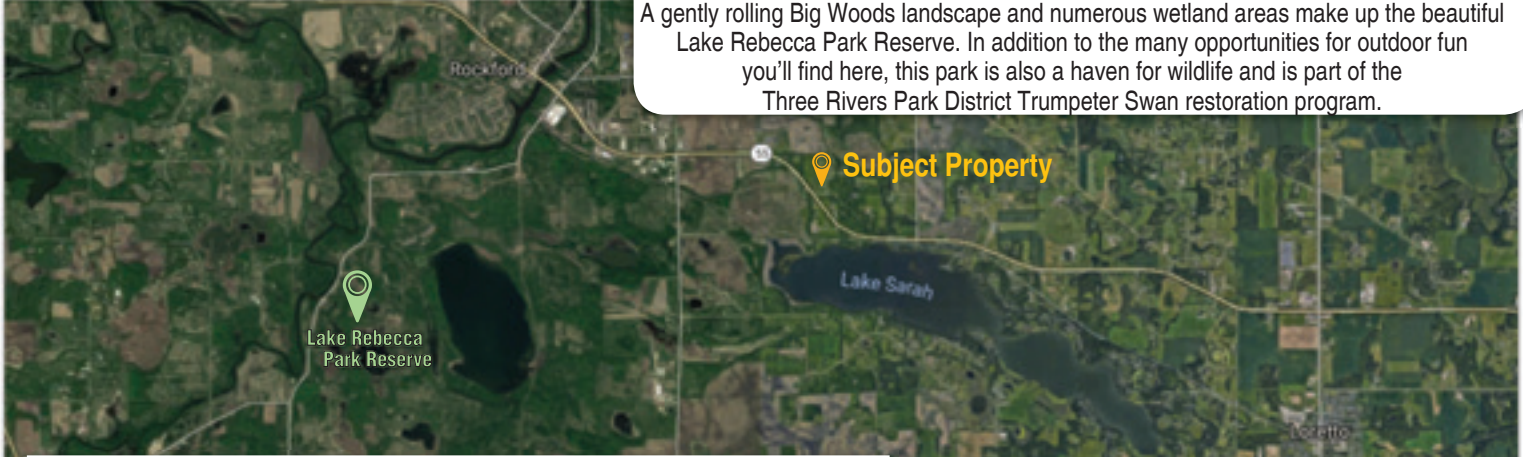 A gently rolling Big Woods landscape and numerous wetland areas make up the beautiful
Lake Rebecca Park Reserve. In addition to the many opportunities for outdoor fun
you'll find here, this park is also a haven for wildlife and is part of the
Three Rivers Park District Trumpeter Swan restoration program.
Rockford
55
Subject Property
Lake Sarah
Lake Rebecca
Park Reserve
Loretto